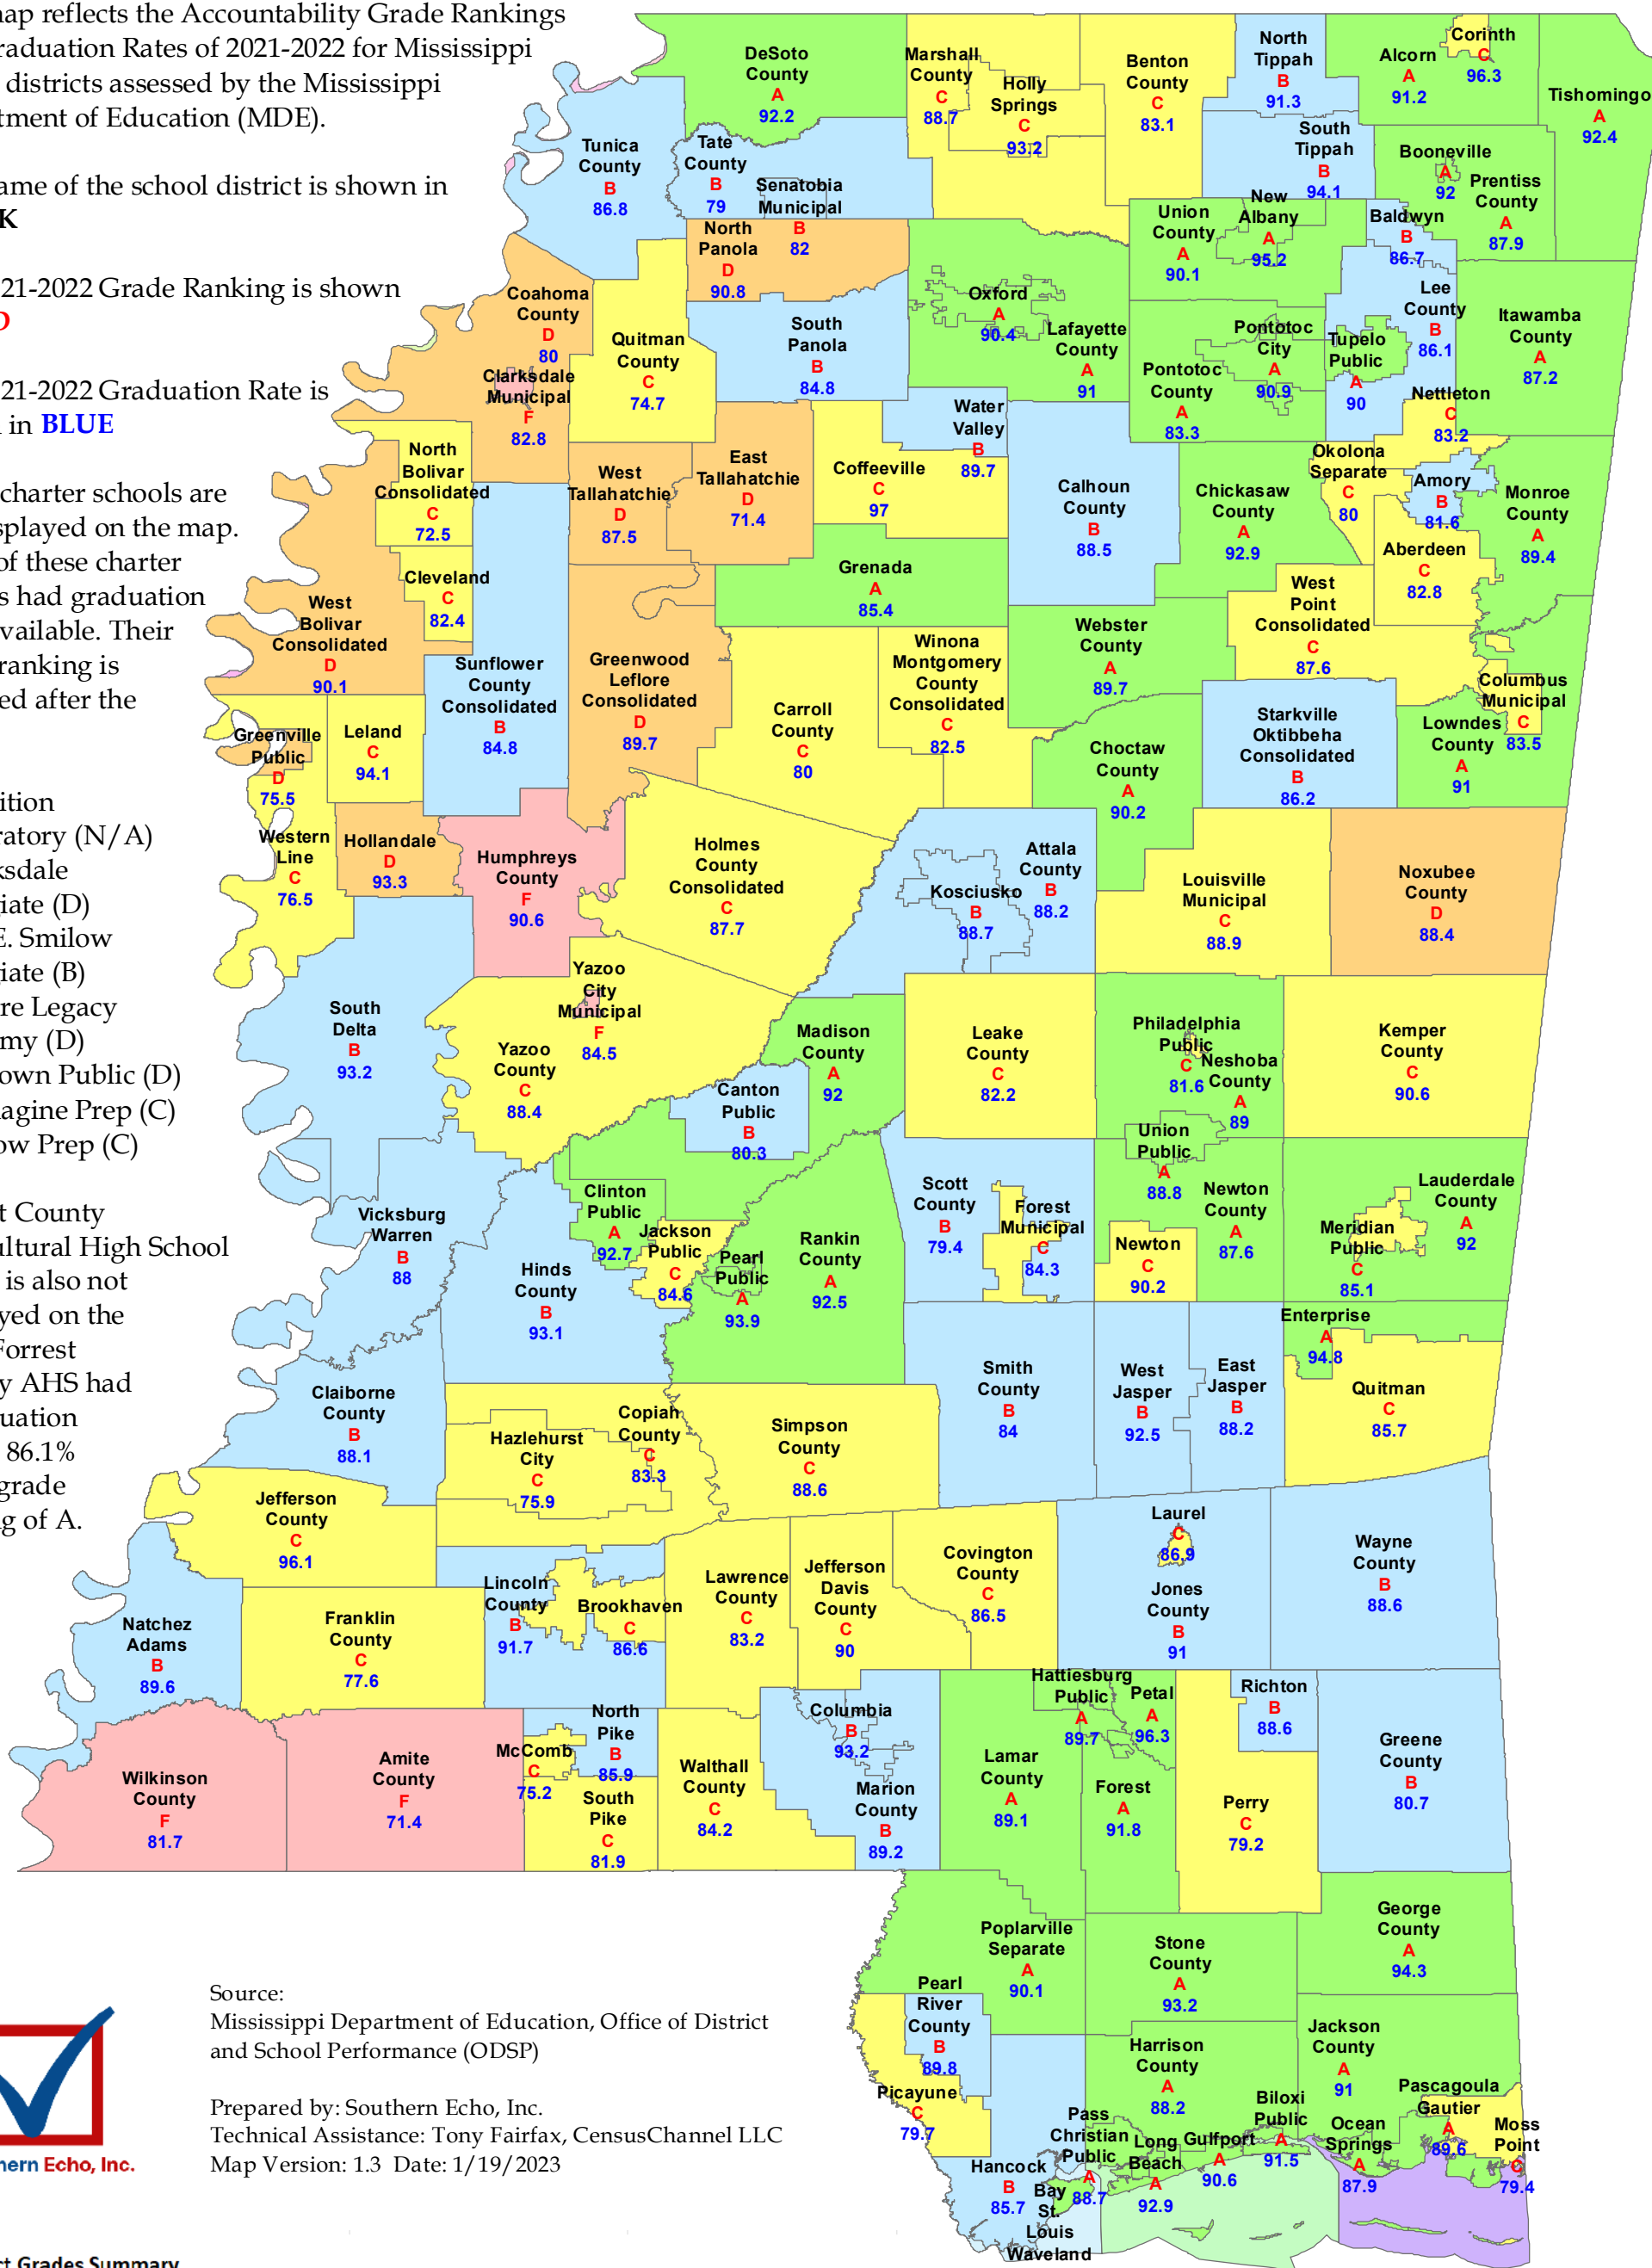 map reflects the Accountability Grade Rankings
raduation Rates of 2021-2022 for Mississippi
districts assessed by the Mississippi
tment of Education (MDE).
ame of the school district is shown in
K
21-2022 Grade Ranking is shown
D
21-2022 Graduation Rate is
in BLUE
charter schools are
splayed on the map.
of these charter
s had graduation
vailable. Their
ranking is
ed after the
ition
ratory (N/A)
ksdale
giate (D)
E. Smilow
giate (B)
re Legacy
my (D)
own Public (D)
agine Prep (C)
ow Prep (C)
t County
ultural High School
is also not
yed on the
Forrest
y AHS had
uation
86.1%
grade
g of A.
DeSoto
County
A
92.2
Marshall
County
C
88.7
Holly
Springs
C
93.2
Benton
County
C
83.1
North
Tippah
B
91.3
Alcorn
A
91.2
Corinth
C
96.3
Tishomingo
A
92.4
Tunica
County
B
86.8
Tate
County
B
79
Senatobia
Municipal
B
82
South
Tippah
B
94.1
Booneville
A
92
Prentiss
County
A
87.9
North
Panola
D
90.8
Union
County
A
90.1
New
Albany
A
95.2
Baldwyn
B
86.7
Coahoma
County
D
80
Quitman
County
C
74.7
South
Panola
B
84.8
Oxford
A
90.4
Lafayette
County
A
91
Pontotoc
City
A
90.9
Pontotoc
County
A
83.3
Tupelo
Public
A
90
Lee
County
B
86.1
Itawamba
County
A
87.2
Clarksdale
Municipal
F
82.8
Nettleton
C
83.2
North
Bolivar
Consolidated
C
72.5
West
Tallahatchie
D
87.5
East
Tallahatchie
D
71.4
Coffeeville
C
97
Water
Valley
B
89.7
Calhoun
County
B
88.5
Chickasaw
County
A
92.9
Okolona
Separate
C
80
Amory
B
81.6
Monroe
County
A
89.4
Aberdeen
C
82.8
Cleveland
C
82.4
West
Bolivar
Consolidated
D
90.1
Grenada
A
85.4
West
Point
Consolidated
C
87.6
Webster
County
A
89.7
Sunflower
County
Consolidated
B
84.8
Greenwood
Leflore
Consolidated
D
89.7
Winona
Montgomery
County
Consolidated
C
82.5
Carroll
County
C
80
Columbus
Municipal
C
83.5
Lowndes
County
A
91
Starkville
Oktibbeha
Consolidated
B
86.2
Choctaw
County
A
90.2
Greenville
Public
D
75.5
Leland
C
94.1
Western
Line
C
76.5
Hollandale
D
93.3
Humphreys
County
F
90.6
Holmes
County
Consolidated
C
87.7
Attala
County
B
88.2
Kosciusko
B
88.7
Louisville
Municipal
C
88.9
Noxubee
County
D
88.4
South
Delta
B
93.2
Yazoo
City
Municipal
F
84.5
Yazoo
County
C
88.4
Madison
County
A
92
Canton
Public
B
80.3
Leake
County
C
82.2
Philadelphia
Public
C
81.6
Neshoba
County
A
89
Kemper
County
C
90.6
Union
Public
A
88.8
Vicksburg
Warren
B
88
Clinton
Public
A
92.7
Jackson
Public
C
84.6
Pearl
Public
A
93.9
Rankin
County
A
92.5
Hinds
County
B
93.1
Scott
County
B
79.4
Forest
Municipal
C
84.3
Newton
C
90.2
Newton
County
A
87.6
Meridian
Public
C
85.1
Lauderdale
County
A
92
Enterprise
A
94.8
Quitman
C
85.7
Claiborne
County
B
88.1
Hazlehurst
City
C
75.9
Copiah
County
C
83.3
Simpson
County
C
88.6
Smith
County
B
84
West
Jasper
B
92.5
East
Jasper
B
88.2
Jefferson
County
C
96.1
Laurel
C
86.9
Jones
County
B
91
Wayne
County
B
88.6
Natchez
Adams
B
89.6
Franklin
County
C
77.6
Lincoln
County
B
91.7
Brookhaven
C
86.6
Lawrence
County
C
83.2
Jefferson
Davis
County
C
90
Covington
County
C
86.5
Wilkinson
County
F
81.7
Amite
County
F
71.4
McComb
C
75.2
North
Pike
B
85.9
South
Pike
C
81.9
Walthall
County
C
84.2
Columbia
B
93.2
Marion
County
B
89.2
Hattiesburg
Public
A
89.7
Petal
A
96.3
Lamar
County
A
89.1
Forest
A
91.8
Richton
B
88.6
Perry
C
79.2
Greene
County
B
80.7
Poplarville
Separate
A
90.1
Stone
County
A
93.2
George
County
A
94.3
Pearl
River
County
B
89.8
Picayune
C
79.7
Harrison
County
A
88.2
Jackson
County
A
91
Hancock
B
85.7
Bay
St.
Louis
Waveland
Pass
Christian
Public
A
88.7
Long
Beach
A
92.9
Gulfport
A
90.6
Biloxi
Public
A
91.5
Ocean
Springs
A
87.9
Pascagoula
Gautier
A
89.6
Moss
Point
C
79.4
Source:
Mississippi Department of Education, Office of District
and School Performance (ODSP)
Prepared by: Southern Echo, Inc.
Technical Assistance: Tony Fairfax, CensusChannel LLC
Map Version: 1.3 Date: 1/19/2023
hern Echo, Inc.
ct Grades Summary